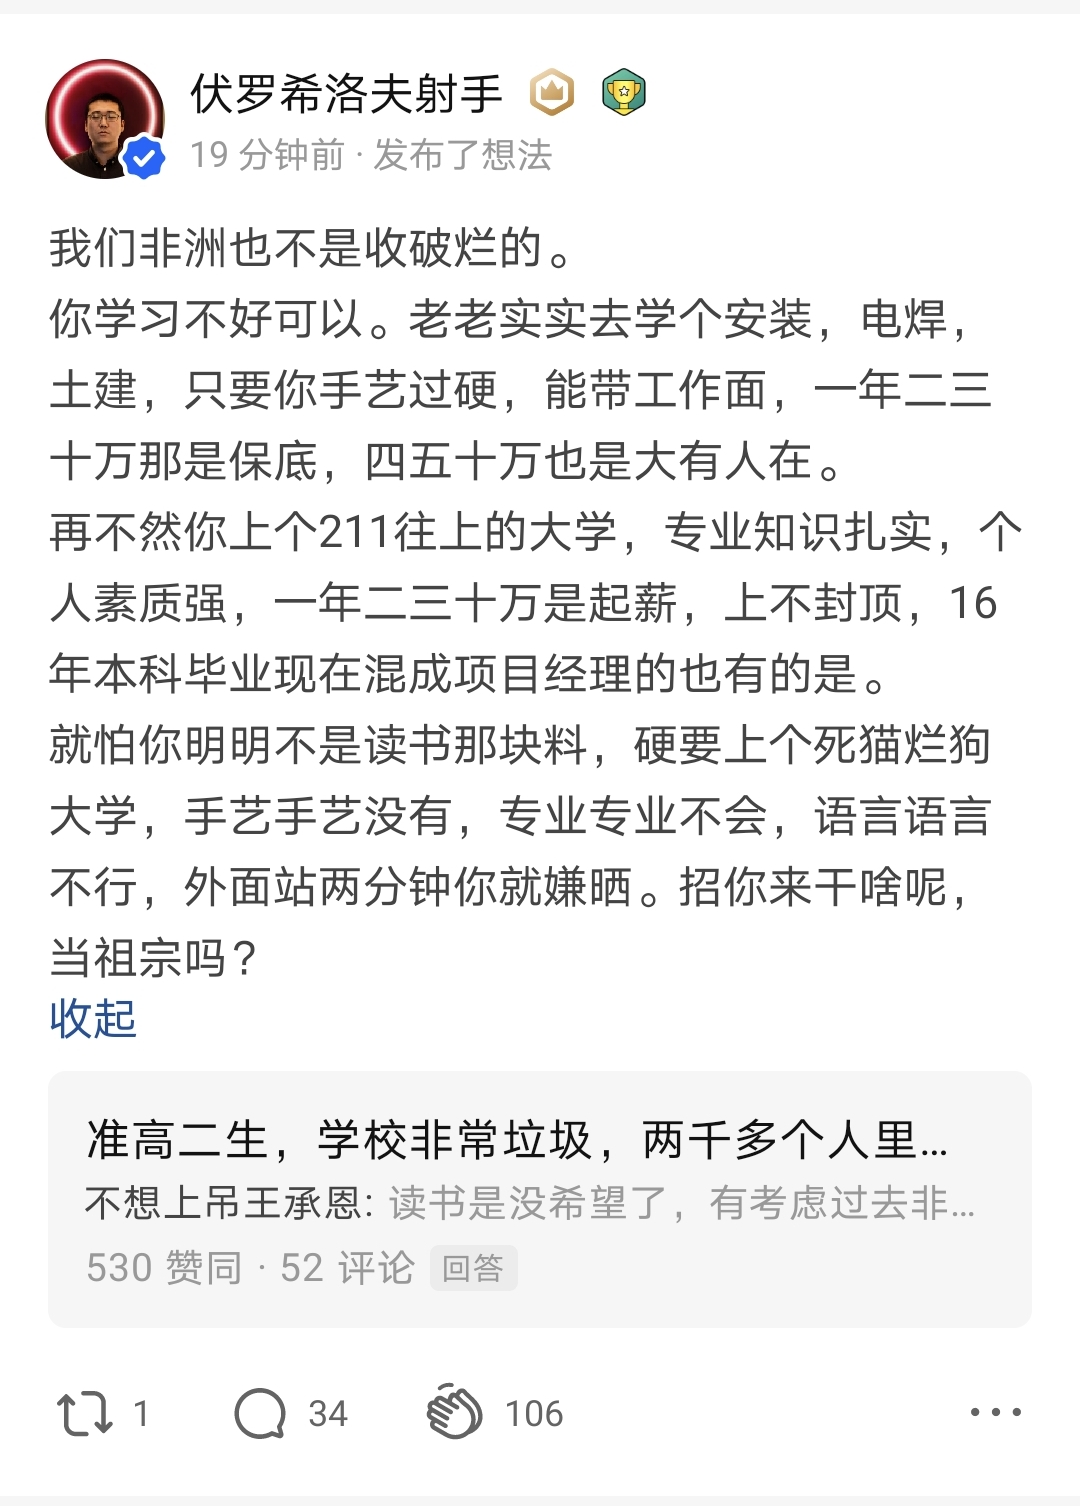 伏罗希洛夫射手
19 分钟前 · 发布了想法
我们非洲也不是收破烂的。
你学习不好可以。老老实实去学个安装，电焊，
土建，只要你手艺过硬，能带工作面，一年二三
十万那是保底，四五十万也是大有人在。
再不然你上个211往上的大学，专业知识扎实，个
人素质强，一年二三十万是起薪，上不封顶，16
年本科毕业现在混成项目经理的也有的是。
就怕你明明不是读书那块料，硬要上个死猫烂狗
大学，手艺手艺没有，专业专业不会，语言语言
不行，外面站两分钟你就嫌晒。招你来干啥呢，
当祖宗吗？
收起
准高二生，学校非常垃圾，两千多个人里...
不想上吊王承恩: 读书是没希望了，有考虑过去非...
530 赞同 · 52 评论 回答
1 34 106